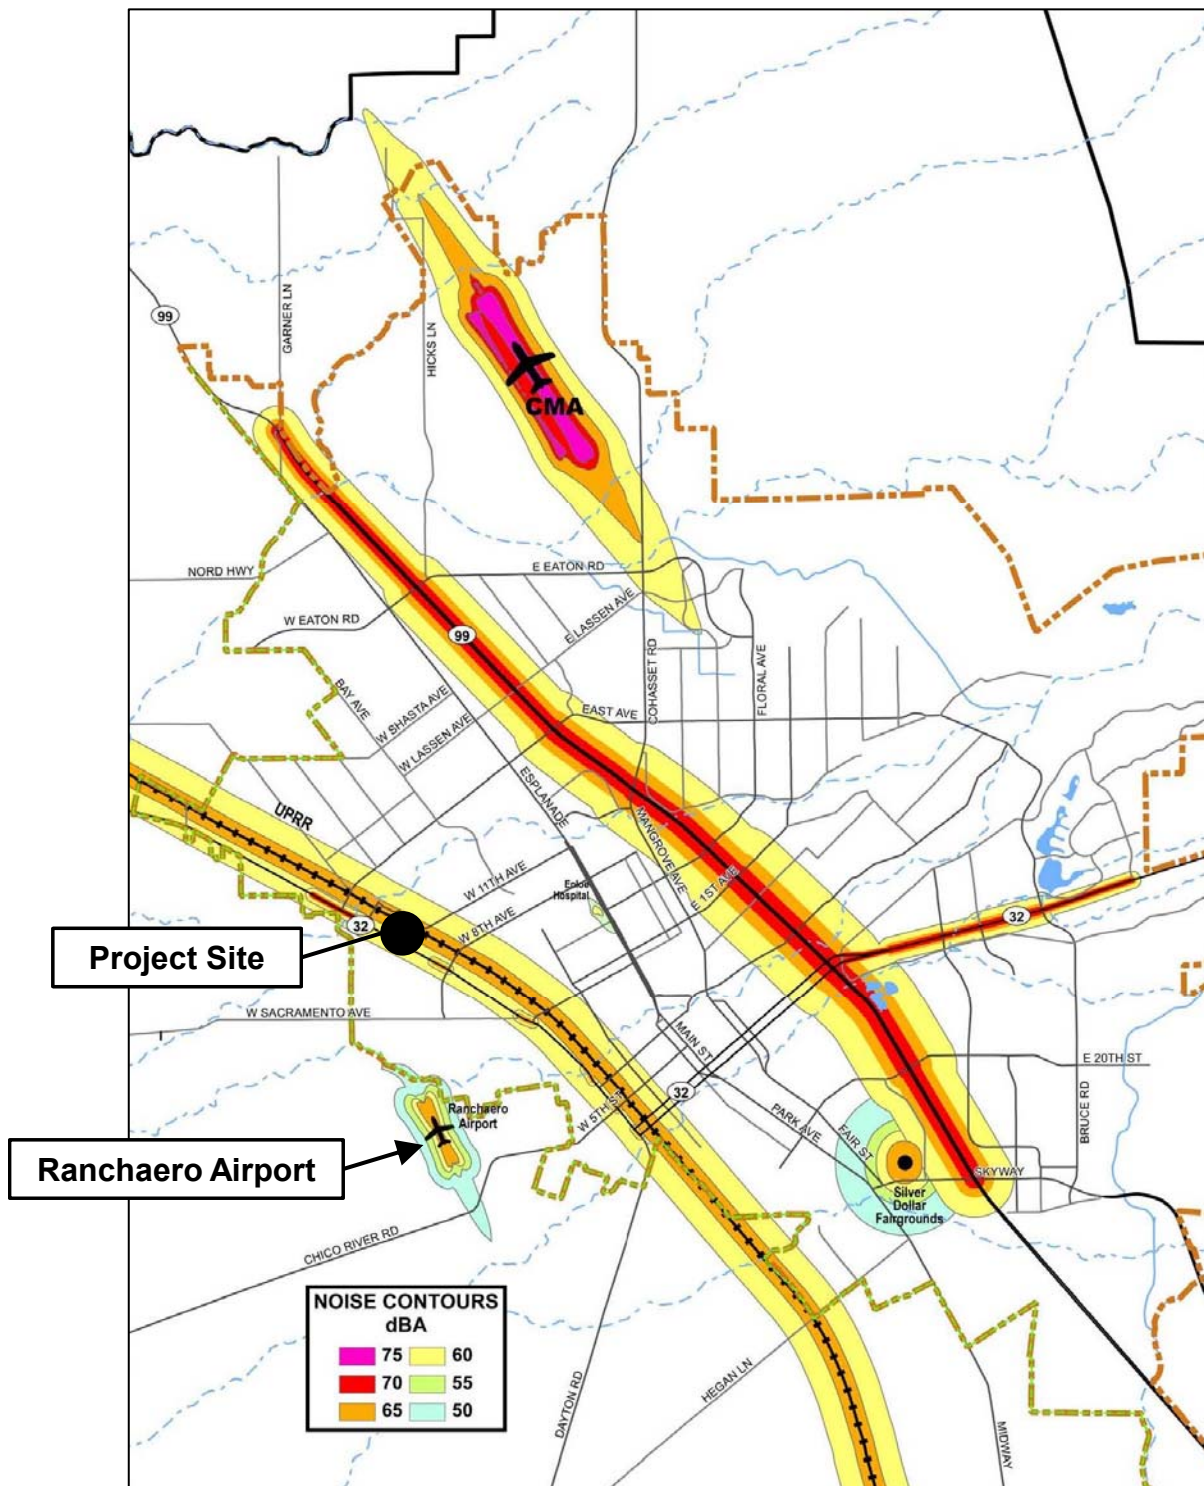 99
GARNER LN
HICKS LN
CMA
NORD HWY
E EATON RD
W EATON RD
99
E LASSEN AVE
COHASSET RD
FLORAL AVE
BAY AVE
W SHASTA AVE
W LASSEN AVE
EAST AVE
ESPLANADE
UPRR
MANGROVE AVE
W 11TH AVE
E 1ST AVE
Enloe
Hospital
W 8TH AVE
32
32
Project Site
W SACRAMENTO AVE
MAIN ST
E 20TH ST
32
BRUCE RD
Ranchaero
Airport
W 5TH ST
PARK AVE
FAIR ST
Ranchaero Airport
SKYWAY
Silver
Dollar
Fairgrounds
CHICO RIVER RD
NOISE CONTOURS
dBA
75 60
70 55
65 50
HEGAN LN
DAYTON RD
MIDWAY